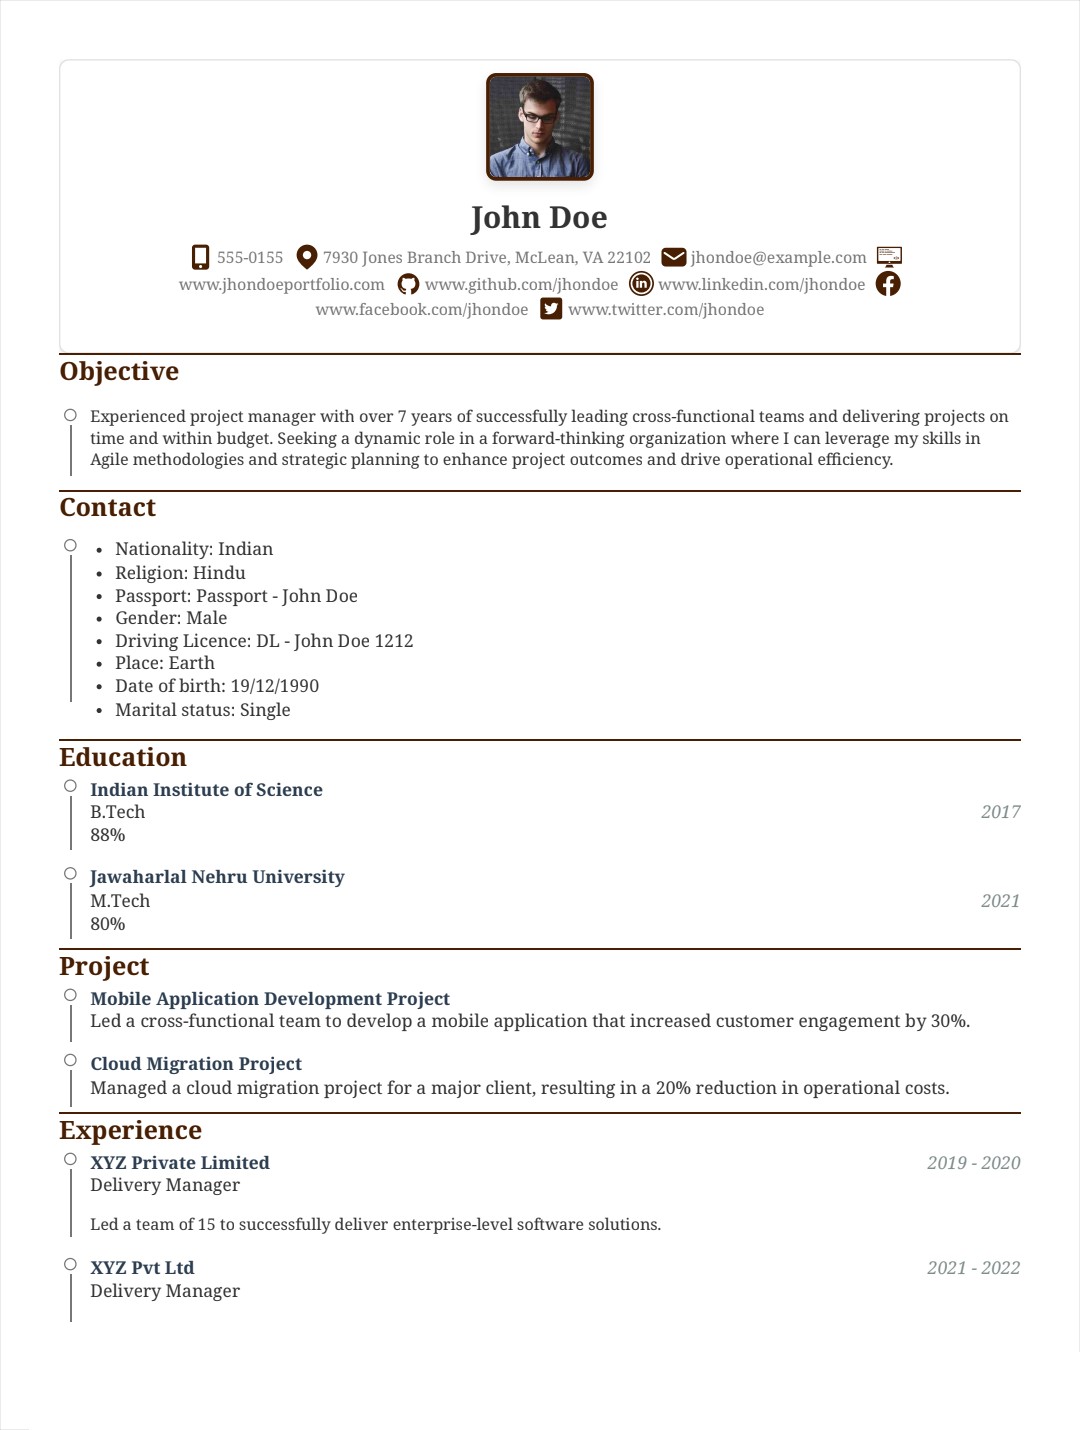 John Doe
555-0155 7930 Jones Branch Drive, McLean, VA 22102 jhondoe@example.com
www.jhondoeportfolio.com www.github.com/jhondoe www.linkedin.com/jhondoe
www.facebook.com/jhondoe www.twitter.com/jhondoe
Objective
Experienced project manager with over 7 years of successfully leading cross-functional teams and delivering projects on
time and within budget. Seeking a dynamic role in a forward-thinking organization where I can leverage my skills in
Agile methodologies and strategic planning to enhance project outcomes and drive operational efficiency.
Contact
• Nationality: Indian
• Religion: Hindu
• Passport: Passport - John Doe
• Gender: Male
• Driving Licence: DL - John Doe 1212
• Place: Earth
• Date of birth: 19/12/1990
• Marital status: Single
Education
Indian Institute of Science
B.Tech 2017
88%
Jawaharlal Nehru University
M.Tech 2021
80%
Project
Mobile Application Development Project
Led a cross-functional team to develop a mobile application that increased customer engagement by 30%.
Cloud Migration Project
Managed a cloud migration project for a major client, resulting in a 20% reduction in operational costs.
Experience
XYZ Private Limited 2019 - 2020
Delivery Manager
Led a team of 15 to successfully deliver enterprise-level software solutions.
XYZ Pvt Ltd 2021 - 2022
Delivery Manager